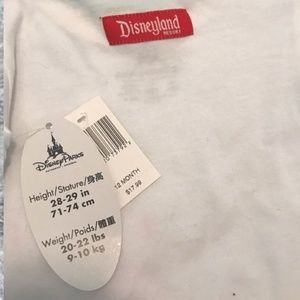 Disneyland
RESORT
DISNEY PARKS
Height/Stature/身高
28-29 in
71-74 cm
Weight/Poids/體重
20-22 lbs
9-10 kg
12 MONTH
$17.99